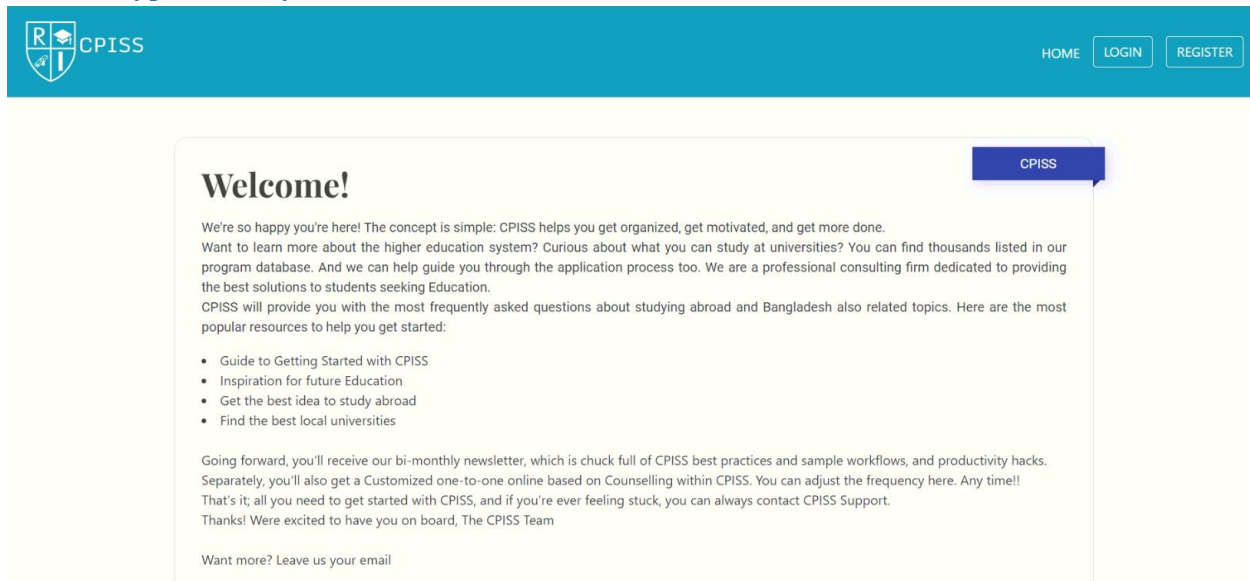 R
I
CPISS
HOME LOGIN REGISTER
CPISS
Welcome!
We're so happy you're here! The concept is simple: CPISS helps you get organized, get motivated, and get more done.
Want to learn more about the higher education system? Curious about what you can study at universities? You can find thousands listed in our
program database. And we can help guide you through the application process too. We are a professional consulting firm dedicated to providing
the best solutions to students seeking Education.
CPISS will provide you with the most frequently asked questions about studying abroad and Bangladesh also related topics. Here are the most
popular resources to help you get started:
• Guide to Getting Started with CPISS
• Inspiration for future Education
• Get the best idea to study abroad
• Find the best local universities
Going forward, you'll receive our bi-monthly newsletter, which is chuck full of CPISS best practices and sample workflows, and productivity hacks.
Separately, you'll also get a Customized one-to-one online based on Counselling within CPISS. You can adjust the frequency here. Any time!!
That's it; all you need to get started with CPISS, and if you're ever feeling stuck, you can always contact CPISS Support.
Thanks! Were excited to have you on board, The CPISS Team
Want more? Leave us your email